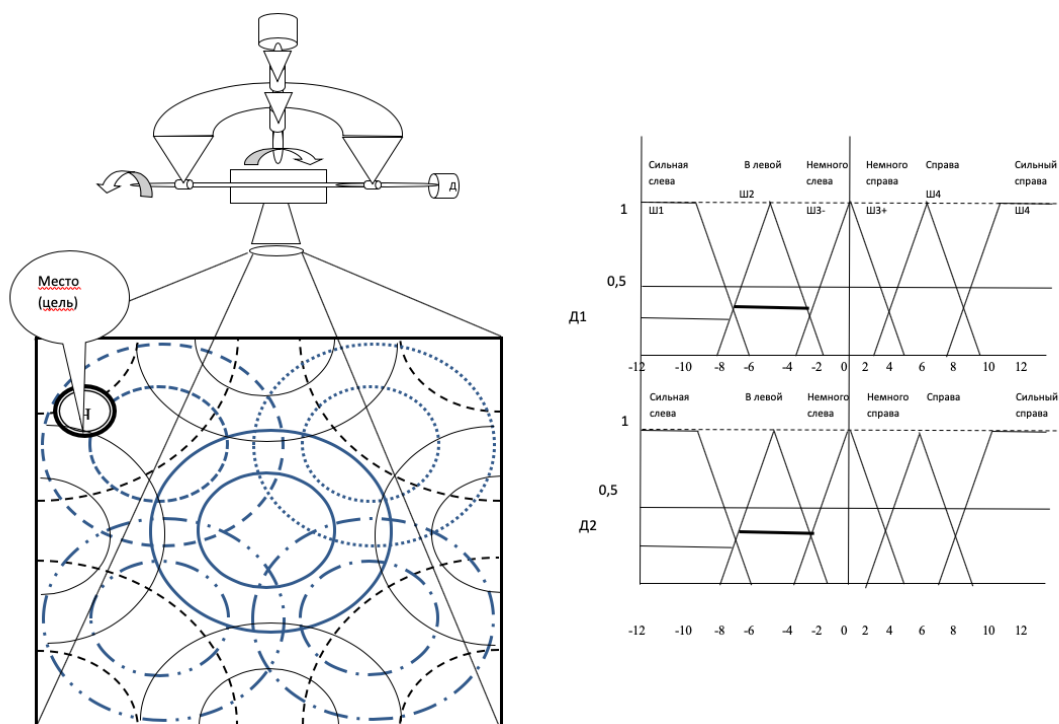 Д
Место
(цель)
Ч
Сильная
слева
В левой
Немного
слева
Немного
справа
Справа
Сильный
справа
Ш2
Ш4
1
Ш1
Ш3-
Ш3+
Ш4
0,5
Д1
-12 -10 -8 -6 -4 -2 0 2 4 6 8 10 12
Сильная
слева
В левой
Немного
слева
Немного
справа
Справа
Сильный
справа
1
0,5
Д2
-12 -10 -8 -6 -4 -2 0 2 4 6 8 10 12